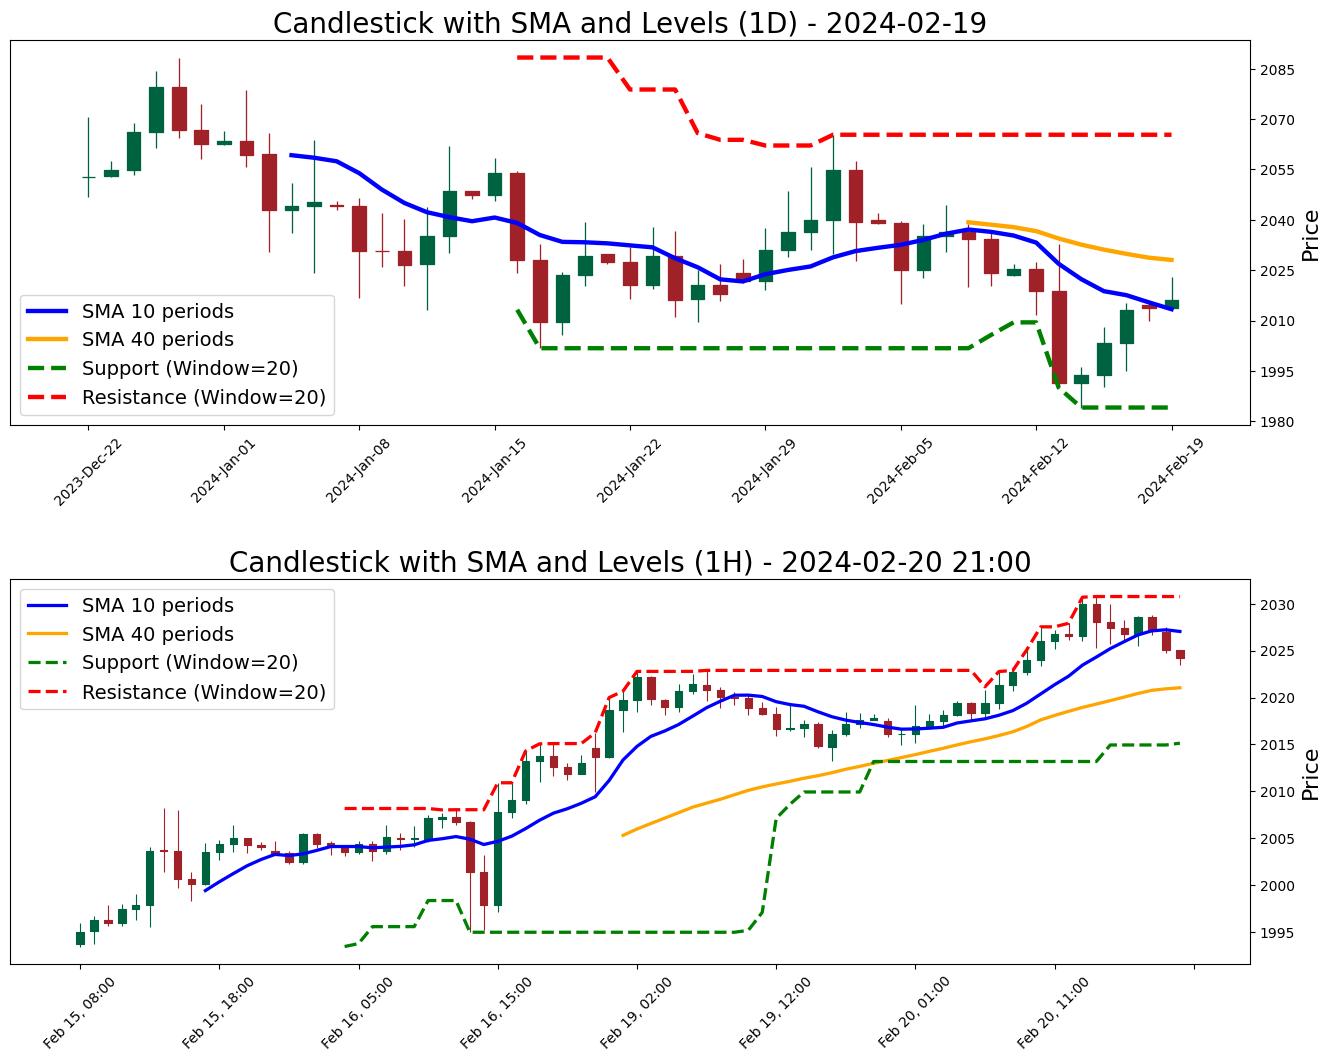 Candlestick with SMA and Levels (1D) - 2024-02-19
2085
2070
2055
2040
2025
2010
1995
1980
Price
SMA 10 periods
SMA 40 periods
Support (Window=20)
Resistance (Window=20)
2023-Dec-22
2024-Jan-01
2024-Jan-08
2024-Jan-15
2024-Jan-22
2024-Jan-29
2024-Feb-05
2024-Feb-12
2024-Feb-19
Candlestick with SMA and Levels (1H) - 2024-02-20 21:00
SMA 10 periods
SMA 40 periods
Support (Window=20)
Resistance (Window=20)
2030
2025
2020
2015
2010
2005
2000
1995
Price
Feb 15, 08:00
Feb 15, 18:00
Feb 16, 05:00
Feb 16, 15:00
Feb 19, 02:00
Feb 19, 12:00
Feb 20, 01:00
Feb 20, 11:00